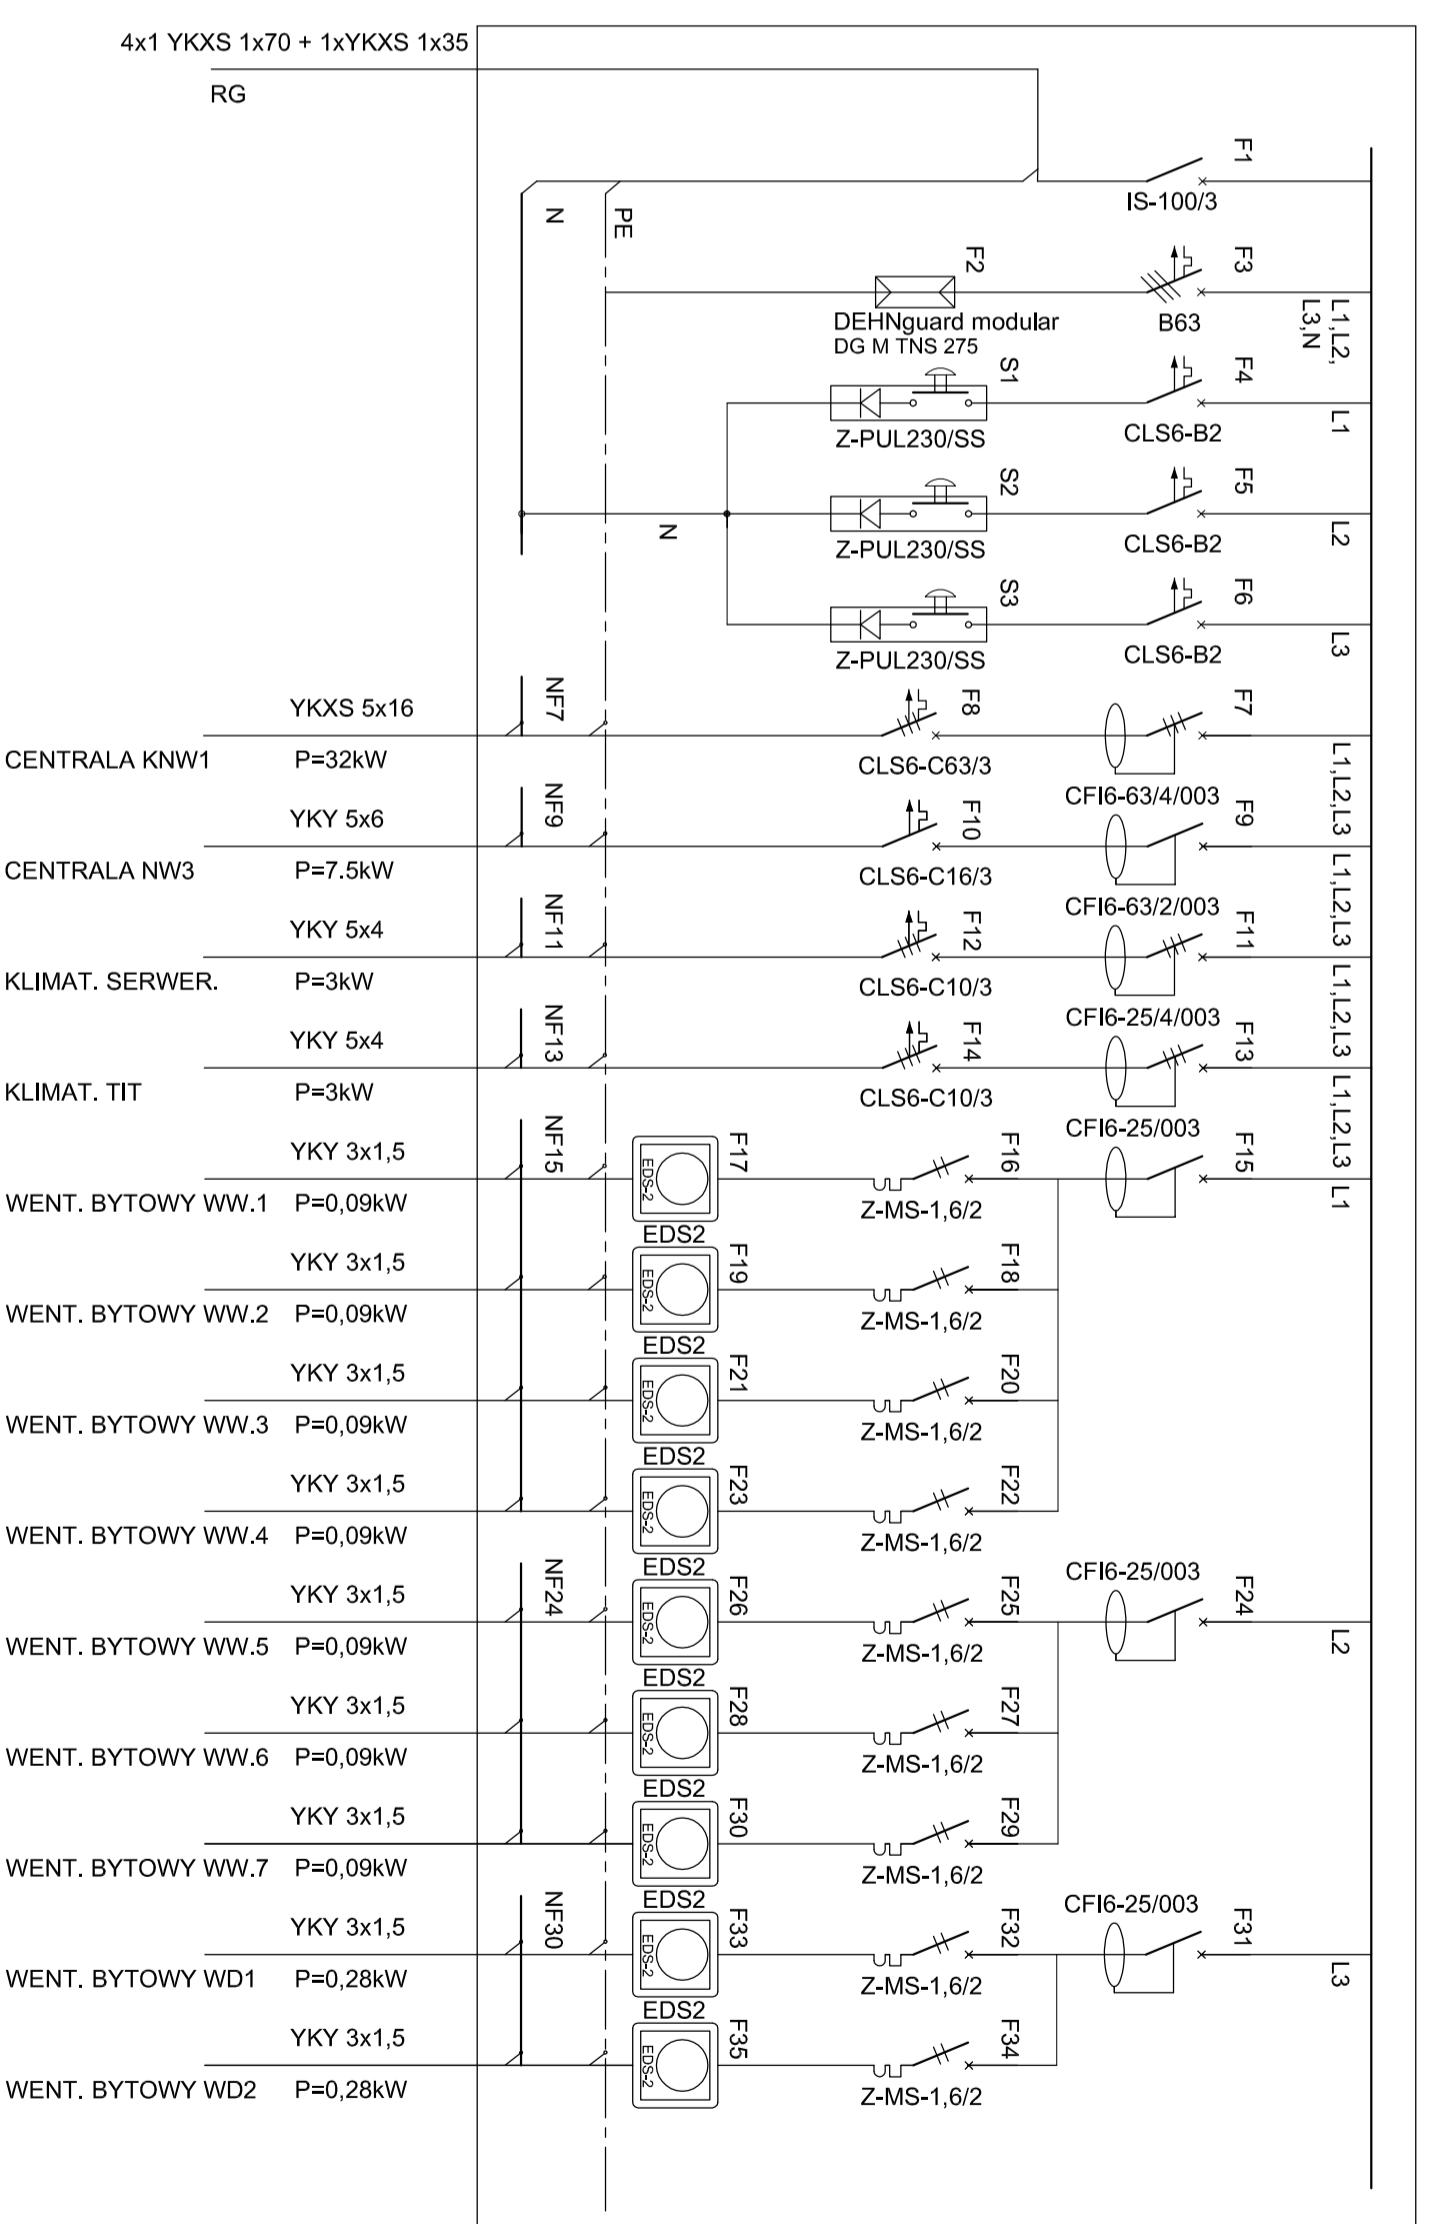 4x1 YKXS 1x70 + 1xYKXS 1x35
RG
F1
IS-100/3
N
PE
F2
F3
DEHNguard modular
DG M TNS 275
B63
L1,L2,
L3,N
S1
F4
Z-PUL230/SS
CLS6-B2
L1
S2
F5
N
Z-PUL230/SS
CLS6-B2
L2
S3
F6
Z-PUL230/SS
CLS6-B2
L3
YKXS 5x16
NF7
F8
F7
CENTRALA KNW1
P=32kW
CLS6-C63/3
CFI6-63/4/003
L1,L2,L3
YKY 5x6
NF9
F10
F9
CENTRALA NW3
P=7.5kW
CLS6-C16/3
CFI6-63/2/003
L1,L2,L3
YKY 5x4
NF11
F12
F11
KLIMAT. SERWER.
P=3kW
CLS6-C10/3
CFI6-25/4/003
L1,L2,L3
YKY 5x4
NF13
F14
F13
KLIMAT. TIT
P=3kW
CLS6-C10/3
CFI6-25/003
L1,L2,L3
YKY 3x1,5
NF15
EDS-2
F17
F16
F15
WENT. BYTOWY WW.1
P=0,09kW
Z-MS-1,6/2
L1
EDS2
YKY 3x1,5
EDS-2
F19
F18
WENT. BYTOWY WW.2
P=0,09kW
Z-MS-1,6/2
EDS2
YKY 3x1,5
EDS-2
F21
F20
WENT. BYTOWY WW.3
P=0,09kW
Z-MS-1,6/2
EDS2
YKY 3x1,5
EDS-2
F23
F22
WENT. BYTOWY WW.4
P=0,09kW
Z-MS-1,6/2
EDS2
CFI6-25/003
YKY 3x1,5
NF24
EDS-2
F26
F25
F24
WENT. BYTOWY WW.5
P=0,09kW
Z-MS-1,6/2
L2
EDS2
YKY 3x1,5
EDS-2
F28
F27
WENT. BYTOWY WW.6
P=0,09kW
Z-MS-1,6/2
EDS2
YKY 3x1,5
EDS-2
F30
F29
WENT. BYTOWY WW.7
P=0,09kW
Z-MS-1,6/2
EDS2
CFI6-25/003
YKY 3x1,5
NF30
EDS-2
F33
F32
F31
WENT. BYTOWY WD1
P=0,28kW
Z-MS-1,6/2
L3
EDS2
YKY 3x1,5
EDS-2
F35
F34
WENT. BYTOWY WD2
P=0,28kW
Z-MS-1,6/2